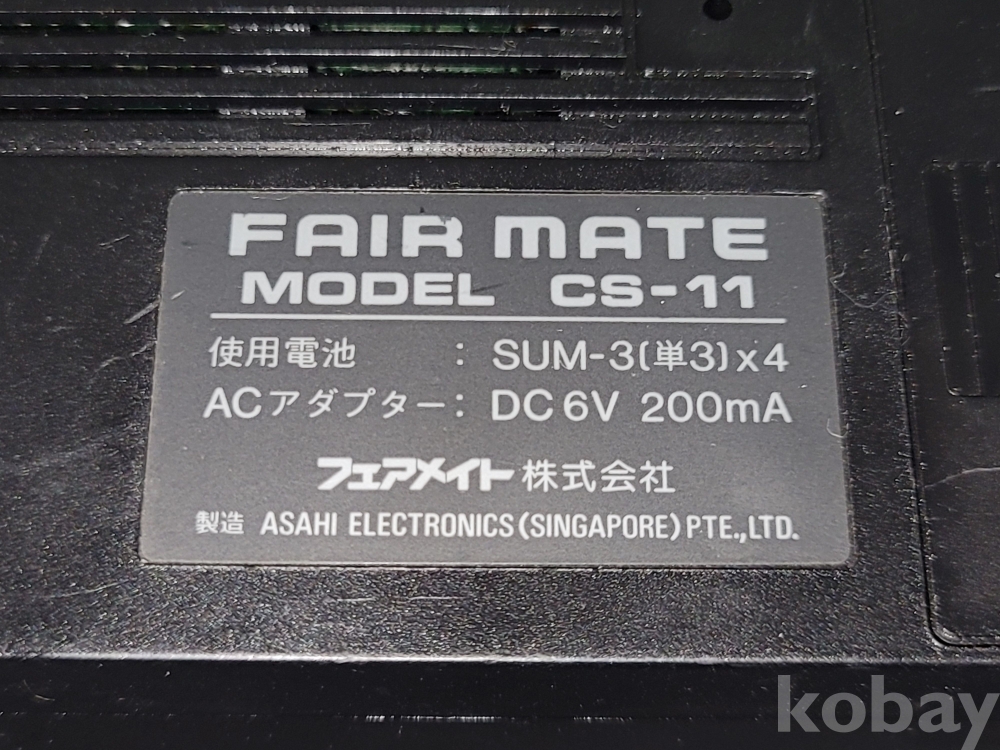 FAIR MATE
MODEL CS-11
使用電池 : SUM-3(単3)x4
ACアダプター: DC 6V 200mA
フェアメイト株式会社
製造 ASAHI ELECTRONICS(SINGAPORE)PTE.,LTD.
kobay